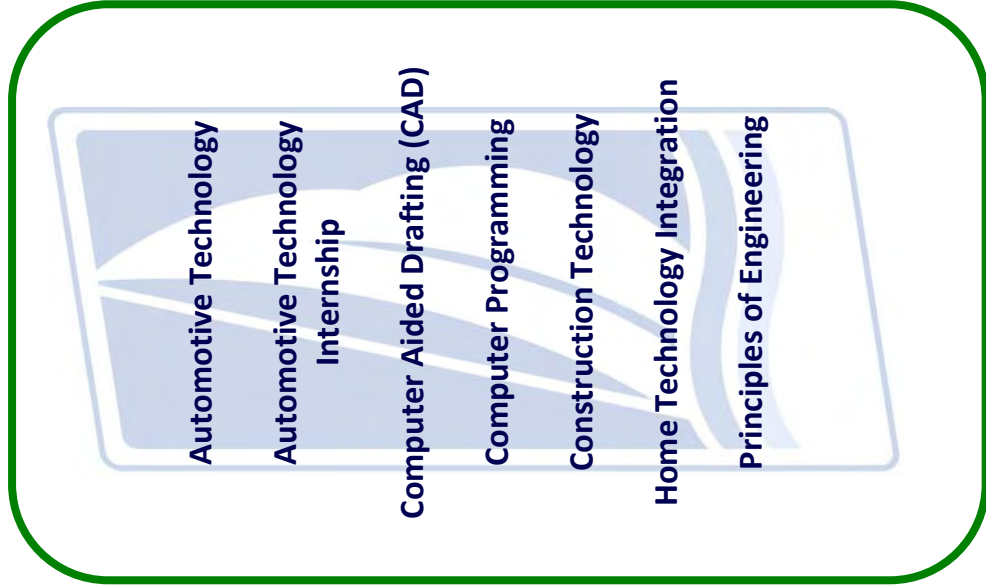 Automotive Technology
Automotive Technology
Internship
Computer Aided Drafting (CAD)
Computer Programming
Construction Technology
Home Technology Integration
Principles of Engineering